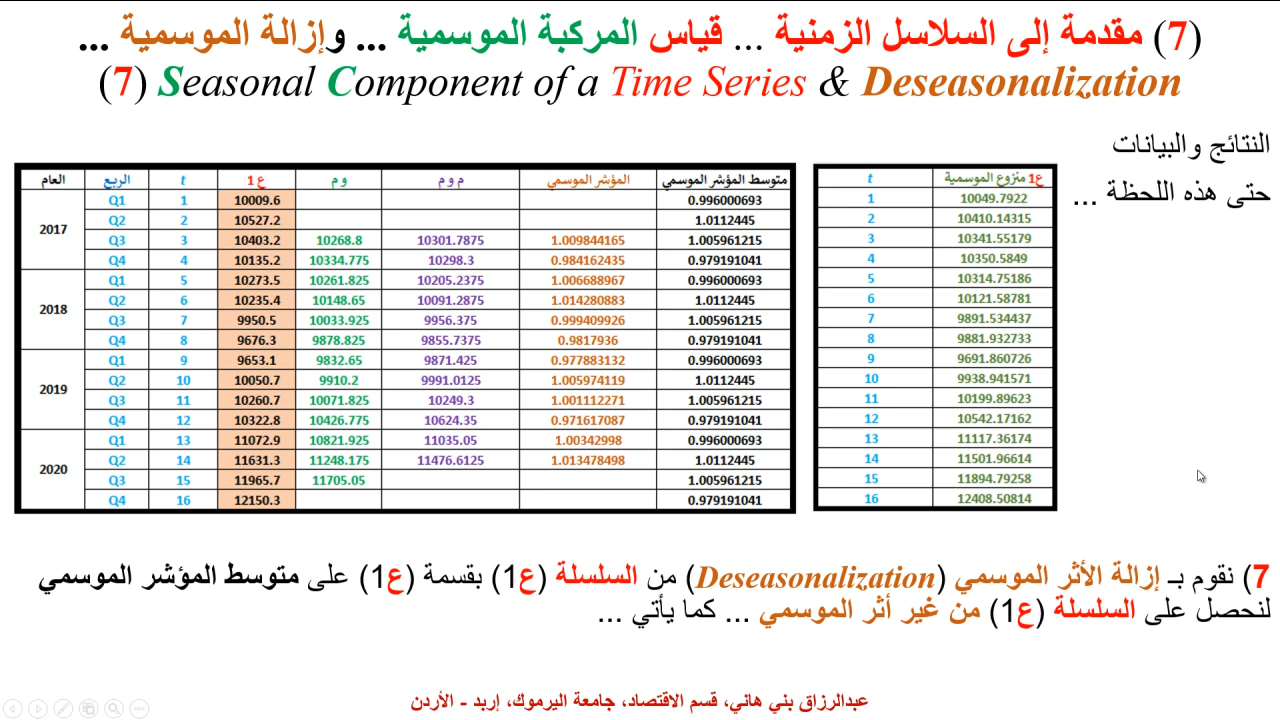 (7) مقدمة إلى السلاسل الزمنية ... قياس المركبة الموسمية ... وإزالة الموسمية ...
(7) Seasonal Component of a Time Series & Deseasonalization
النتائج والبيانات
حتى هذه اللحظة ...
العام الربع t ع1 و م م و م المؤشر الموسمي متوسط المؤشر الموسمي
2017 Q1 1 10009.6 0.996000693
Q2 2 10527.2 1.0112445
Q3 3 10403.2 10268.8 10301.7875 1.009844165 1.005961215
Q4 4 10135.2 10334.775 10298.3 0.984162435 0.979191041
2018 Q1 5 10273.5 10261.825 10205.2375 1.006688967 0.996000693
Q2 6 10235.4 10148.65 10091.2875 1.014280883 1.0112445
Q3 7 9950.5 10033.925 9956.375 0.999409926 1.005961215
Q4 8 9676.3 9878.825 9855.7375 0.9817936 0.979191041
2019 Q1 9 9653.1 9832.65 9871.425 0.977883132 0.996000693
Q2 10 10050.7 9910.2 9991.0125 1.005974119 1.0112445
Q3 11 10260.7 10071.825 10249.3 1.001112271 1.005961215
Q4 12 10322.8 10426.775 10624.35 0.971617087 0.979191041
2020 Q1 13 11072.9 10821.925 11035.05 1.00342998 0.996000693
Q2 14 11631.3 11248.175 11476.6125 1.013478498 1.0112445
Q3 15 11965.7 11705.05 1.005961215
Q4 16 12150.3 0.979191041
t ع1 منزوع الموسمية
1 10049.7922
2 10410.14315
3 10341.55179
4 10350.5849
5 10314.75186
6 10121.58781
7 9891.534437
8 9881.932733
9 9691.860726
10 9938.941571
11 10199.89623
12 10542.17162
13 11117.36174
14 11501.96614
15 11894.79258
16 12408.50814
7) نقوم بـ إزالة الأثر الموسمي (Deseasonalization) من السلسلة (ع1) بقسمة (ع1) على متوسط المؤشر الموسمي
لنحصل على السلسلة (ع1) من غير أثر الموسمي ... كما يأتي ...
عبدالرزاق بني هاني، قسم الاقتصاد، جامعة اليرموك، إربد - الأردن